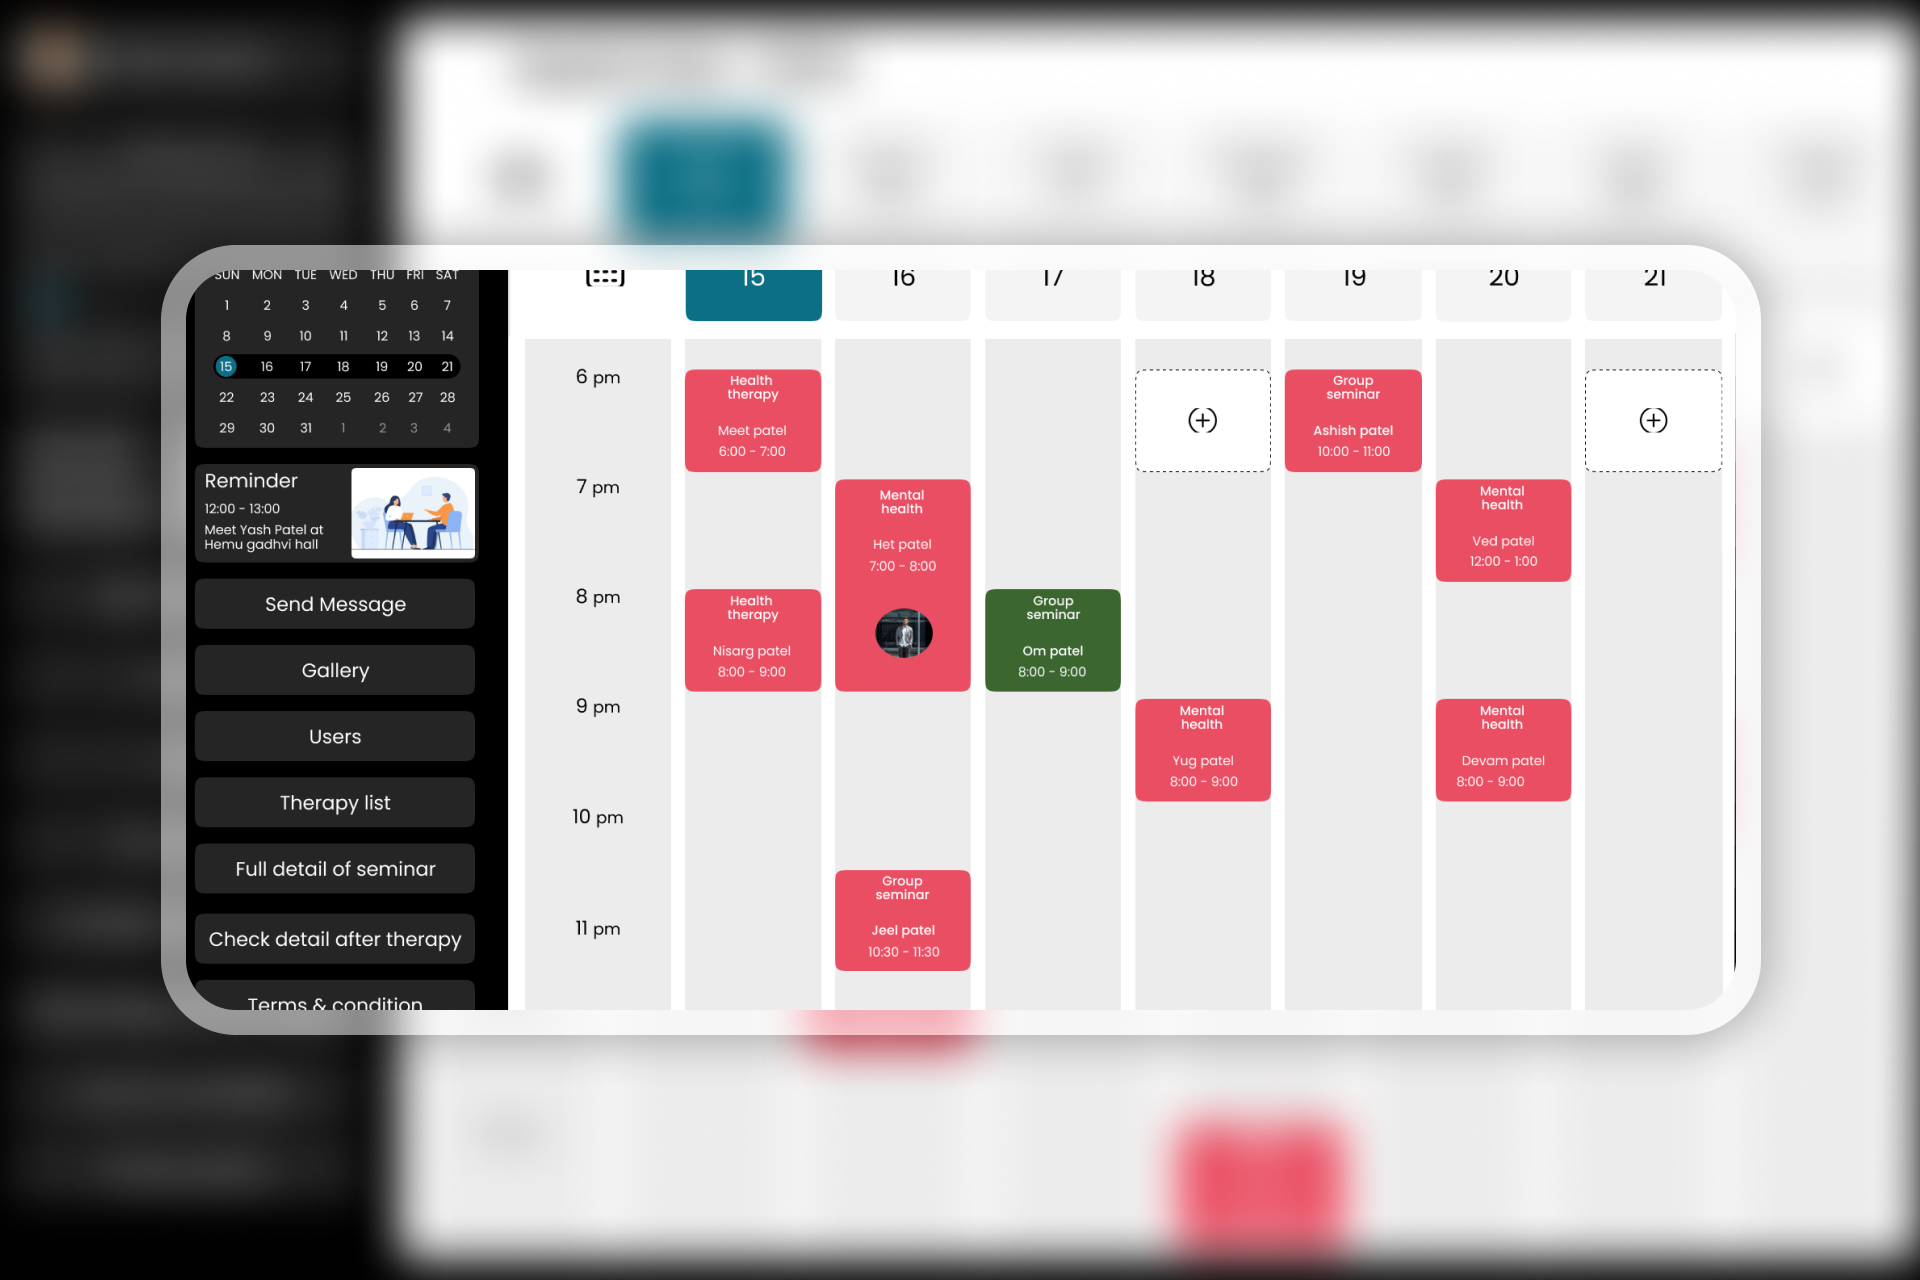 SUN MON TUE WED THU FRI SAT
1 2 3 4 5 6 7
8 9 10 11 12 13 14
15 16 17 18 19 20 21
22 23 24 25 26 27 28
29 30 31 1 2 3 4
Reminder
12:00 - 13:00
Meet Yash Patel at
Hemu gadhvi hall
Send Message
Gallery
Users
Therapy list
Full detail of seminar
Check detail after therapy
Terms & condition
15 16 17 18 19 20 21
6 pm
7 pm
8 pm
9 pm
10 pm
11 pm
Health
therapy
Meet patel
6:00 - 7:00
Health
therapy
Nisarg patel
8:00 - 9:00
Mental
health
Het patel
7:00 - 8:00
Group
seminar
Jeel patel
10:30 - 11:30
Group
seminar
Om patel
8:00 - 9:00
Mental
health
Yug patel
8:00 - 9:00
Group
seminar
Ashish patel
10:00 - 11:00
Mental
health
Ved patel
12:00 - 1:00
Mental
health
Devam patel
8:00 - 9:00